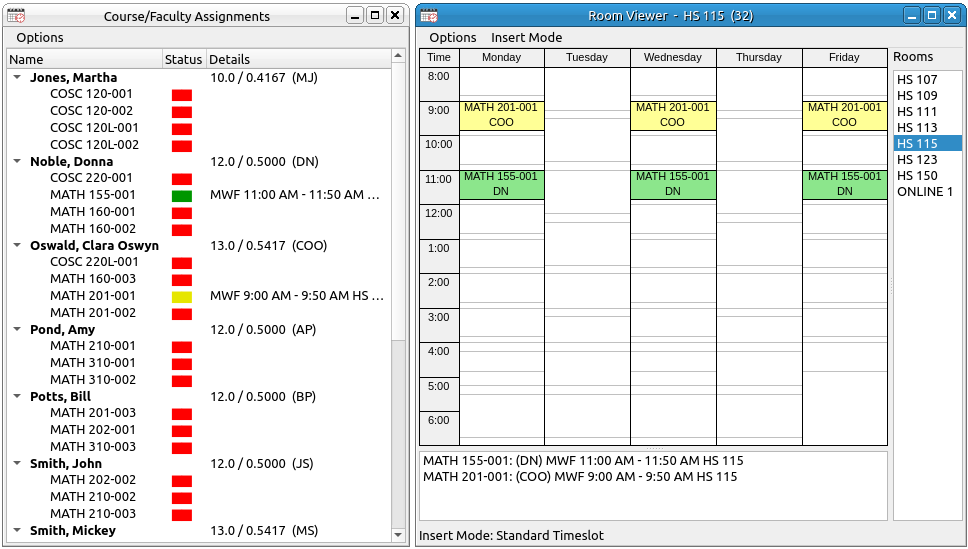 Course/Faculty Assignments
Options
Name Status Details
Jones, Martha 10.0 / 0.4167 (MJ)
COSC 120-001
COSC 120-002
COSC 120L-001
COSC 120L-002
Noble, Donna 12.0 / 0.5000 (DN)
COSC 220-001
MATH 155-001 MWF 11:00 AM - 11:50 AM ...
MATH 160-001
MATH 160-002
Oswald, Clara Oswyn 13.0 / 0.5417 (COO)
COSC 220L-001
MATH 160-003
MATH 201-001 MWF 9:00 AM - 9:50 AM HS ...
MATH 201-002
Pond, Amy 12.0 / 0.5000 (AP)
MATH 210-001
MATH 310-001
MATH 310-002
Potts, Bill 12.0 / 0.5000 (BP)
MATH 201-003
MATH 202-001
MATH 310-003
Smith, John 12.0 / 0.5000 (JS)
MATH 202-002
MATH 210-002
MATH 210-003
Smith, Mickey 13.0 / 0.5417 (MS)
Room Viewer - HS 115 (32)
Options Insert Mode
Time Monday Tuesday Wednesday Thursday Friday
8:00
9:00 MATH 201-001 MATH 201-001 MATH 201-001
COO COO COO
10:00
11:00 MATH 155-001 MATH 155-001 MATH 155-001
DN DN DN
12:00
1:00
2:00
3:00
4:00
5:00
6:00
Rooms
HS 107
HS 109
HS 111
HS 113
HS 115
HS 123
HS 150
ONLINE 1
MATH 155-001: (DN) MWF 11:00 AM - 11:50 AM HS 115
MATH 201-001: (COO) MWF 9:00 AM - 9:50 AM HS 115
Insert Mode: Standard Timeslot